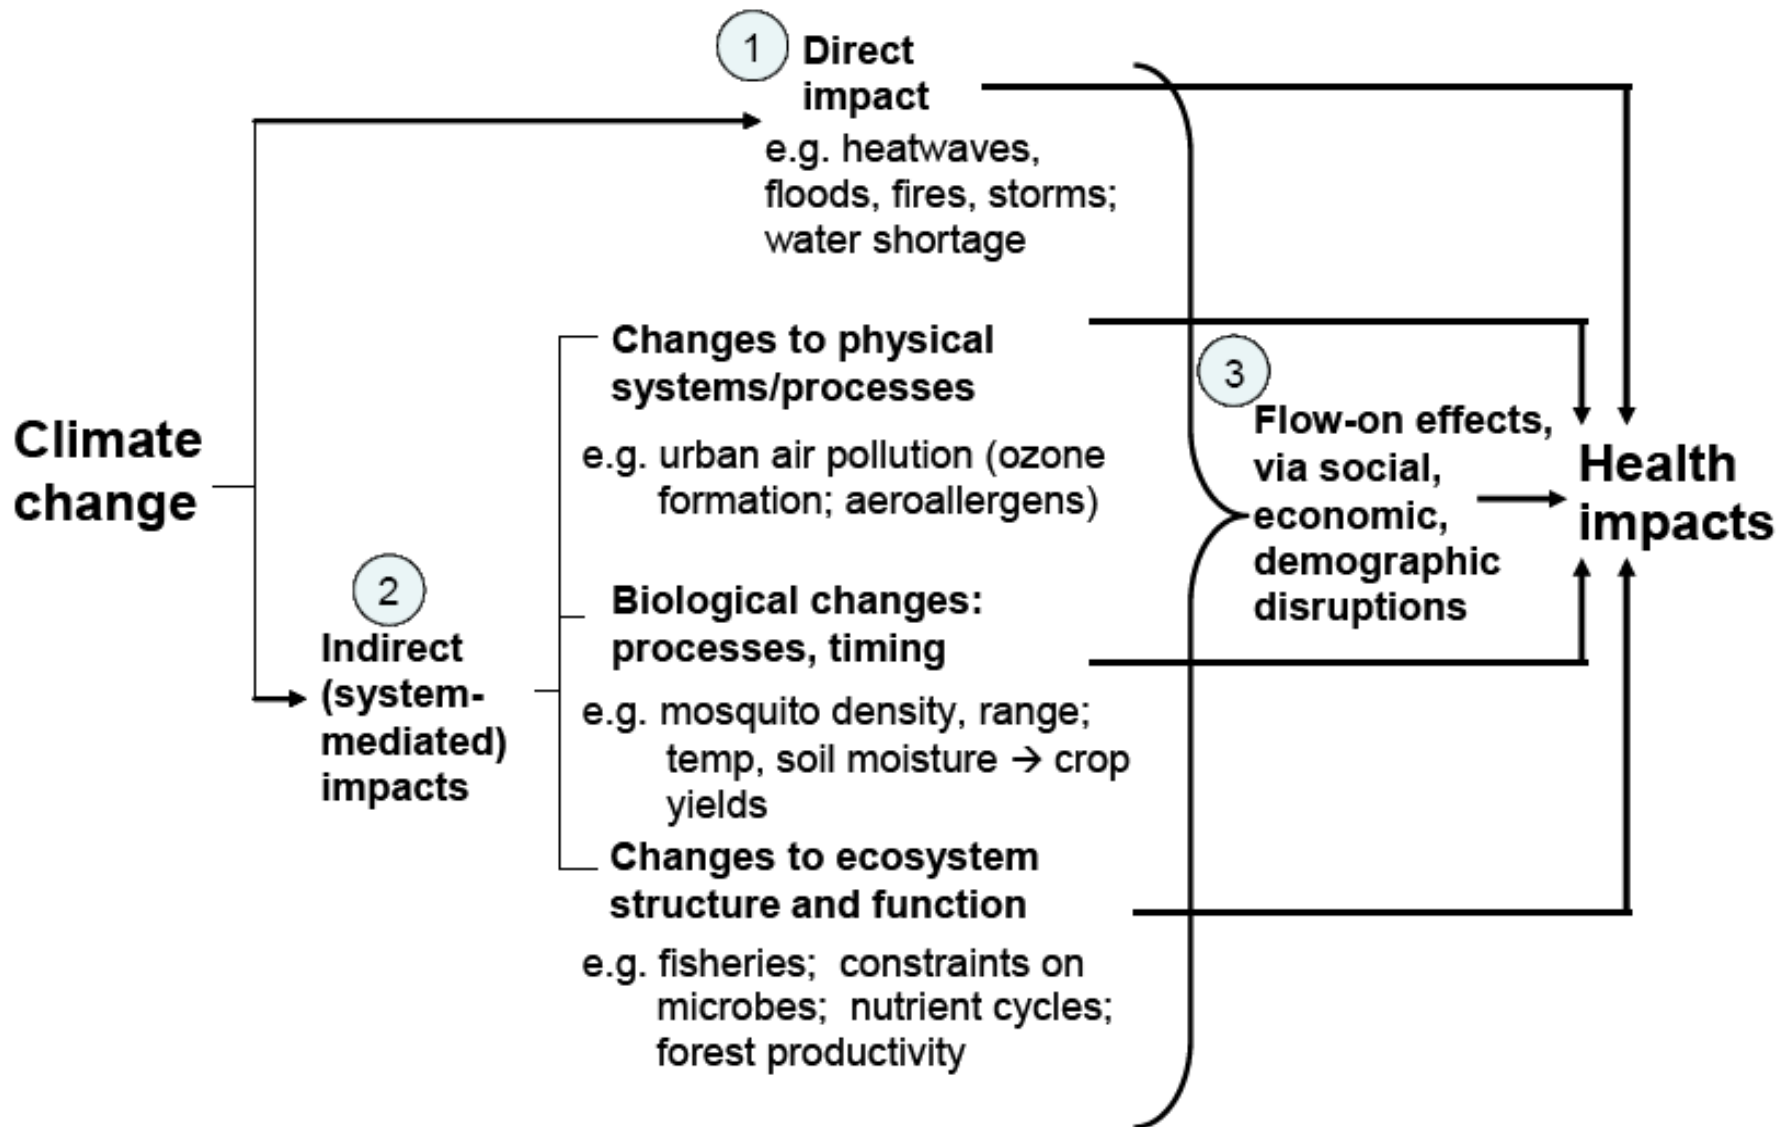 1
Direct
impact
e.g. heatwaves,
floods, fires, storms;
water shortage
Climate
change
2
Indirect
(system-
mediated)
impacts
Changes to physical
systems/processes
e.g. urban air pollution (ozone
formation; aeroallergens)
Biological changes:
processes, timing
e.g. mosquito density, range;
temp, soil moisture → crop
yields
Changes to ecosystem
structure and function
e.g. fisheries; constraints on
microbes; nutrient cycles;
forest productivity
3
Flow-on effects,
via social,
economic,
demographic
disruptions
Health
impacts